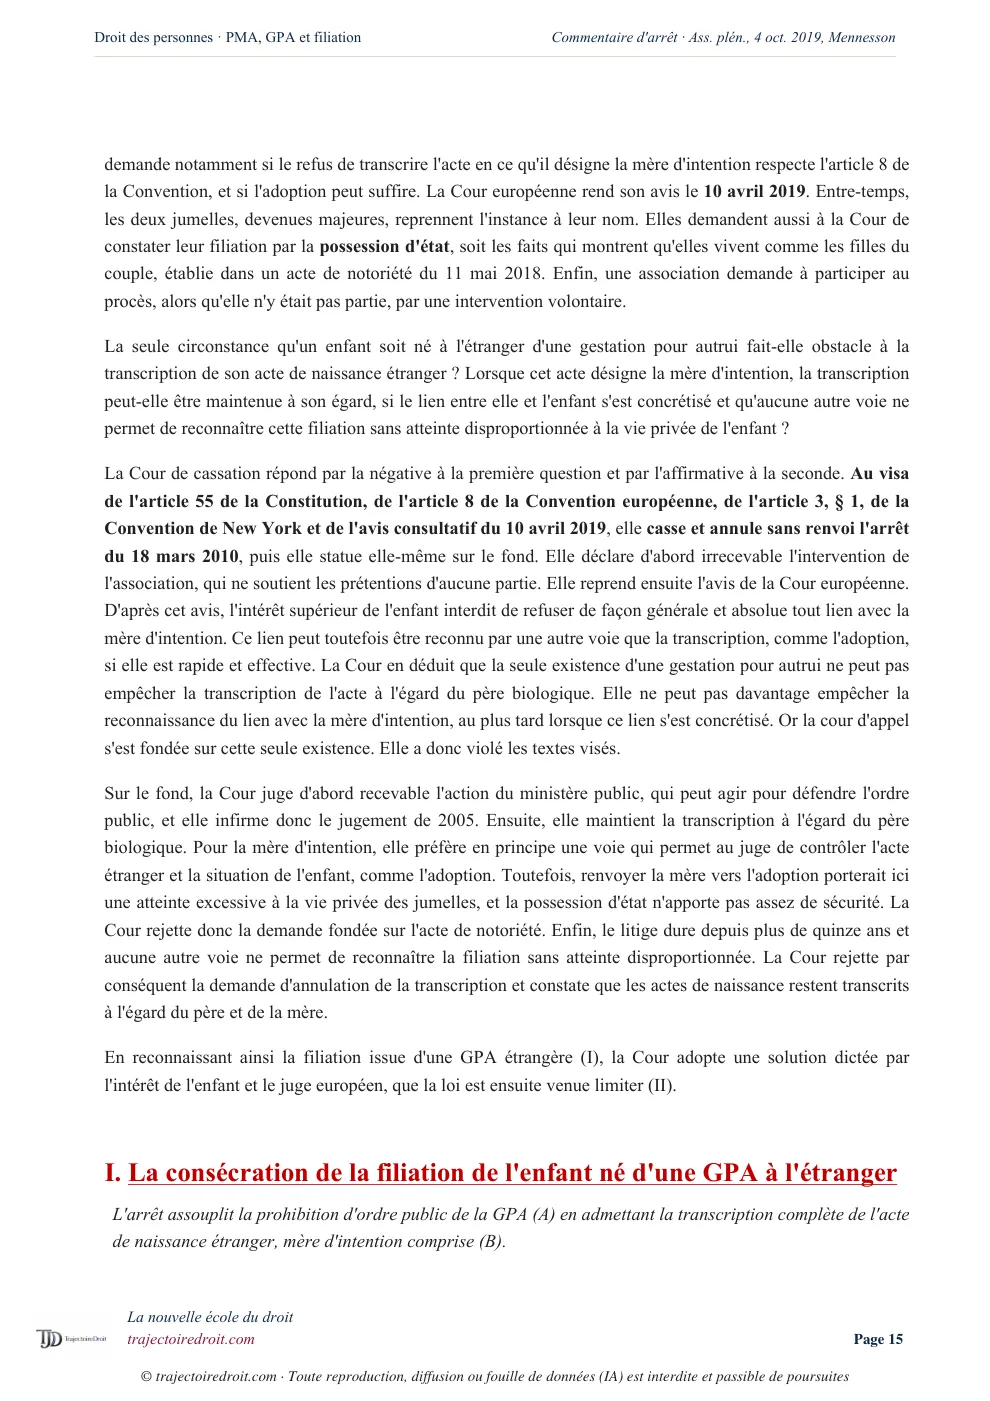 Droit des personnes · PMA, GPA et filiation
Commentaire d'arrêt · Ass. plén., 4 oct. 2019, Mennesson
demande notamment si le refus de transcrire l'acte en ce qu'il désigne la mère d'intention respecte l'article 8 de
la Convention, et si l'adoption peut suffire. La Cour européenne rend son avis le 10 avril 2019. Entre-temps,
les deux jumelles, devenues majeures, reprennent l'instance à leur nom. Elles demandent aussi à la Cour de
constater leur filiation par la possession d'état, soit les faits qui montrent qu'elles vivent comme les filles du
couple, établie dans un acte de notoriété du 11 mai 2018. Enfin, une association demande à participer au
procès, alors qu'elle n'y était pas partie, par une intervention volontaire.
La seule circonstance qu'un enfant soit né à l'étranger d'une gestation pour autrui fait-elle obstacle à la
transcription de son acte de naissance étranger ? Lorsque cet acte désigne la mère d'intention, la transcription
peut-elle être maintenue à son égard, si le lien entre elle et l'enfant s'est concrétisé et qu'aucune autre voie ne
permet de reconnaître cette filiation sans atteinte disproportionnée à la vie privée de l'enfant ?
La Cour de cassation répond par la négative à la première question et par l'affirmative à la seconde. Au visa
de l'article 55 de la Constitution, de l'article 8 de la Convention européenne, de l'article 3, § 1, de la
Convention de New York et de l'avis consultatif du 10 avril 2019, elle casse et annule sans renvoi l'arrêt
du 18 mars 2010, puis elle statue elle-même sur le fond. Elle déclare d'abord irrecevable l'intervention de
l'association, qui ne soutient les prétentions d'aucune partie. Elle reprend ensuite l'avis de la Cour européenne.
D'après cet avis, l'intérêt supérieur de l'enfant interdit de refuser de façon générale et absolue tout lien avec la
mère d'intention. Ce lien peut toutefois être reconnu par une autre voie que la transcription, comme l'adoption,
si elle est rapide et effective. La Cour en déduit que la seule existence d'une gestation pour autrui ne peut pas
empêcher la transcription de l'acte à l'égard du père biologique. Elle ne peut pas davantage empêcher la
reconnaissance du lien avec la mère d'intention, au plus tard lorsque ce lien s'est concrétisé. Or la cour d'appel
s'est fondée sur cette seule existence. Elle a donc violé les textes visés.
Sur le fond, la Cour juge d'abord recevable l'action du ministère public, qui peut agir pour défendre l'ordre
public, et elle infirme donc le jugement de 2005. Ensuite, elle maintient la transcription à l'égard du père
biologique. Pour la mère d'intention, elle préfère en principe une voie qui permet au juge de contrôler l'acte
étranger et la situation de l'enfant, comme l'adoption. Toutefois, renvoyer la mère vers l'adoption porterait ici
une atteinte excessive à la vie privée des jumelles, et la possession d'état n'apporte pas assez de sécurité. La
Cour rejette donc la demande fondée sur l'acte de notoriété. Enfin, le litige dure depuis plus de quinze ans et
aucune autre voie ne permet de reconnaître la filiation sans atteinte disproportionnée. La Cour rejette par
conséquent la demande d'annulation de la transcription et constate que les actes de naissance restent transcrits
à l'égard du père et de la mère.
En reconnaissant ainsi la filiation issue d'une GPA étrangère (I), la Cour adopte une solution dictée par
l'intérêt de l'enfant et le juge européen, que la loi est ensuite venue limiter (II).
I. La consécration de la filiation de l'enfant né d'une GPA à l'étranger
L'arrêt assouplit la prohibition d'ordre public de la GPA (A) en admettant la transcription complète de l'acte
de naissance étranger, mère d'intention comprise (B).
La nouvelle école du droit
TJD TrajectoireDroit
trajectoiredroit.com
Page 15
© trajectoiredroit.com · Toute reproduction, diffusion ou fouille de données (IA) est interdite et passible de poursuites